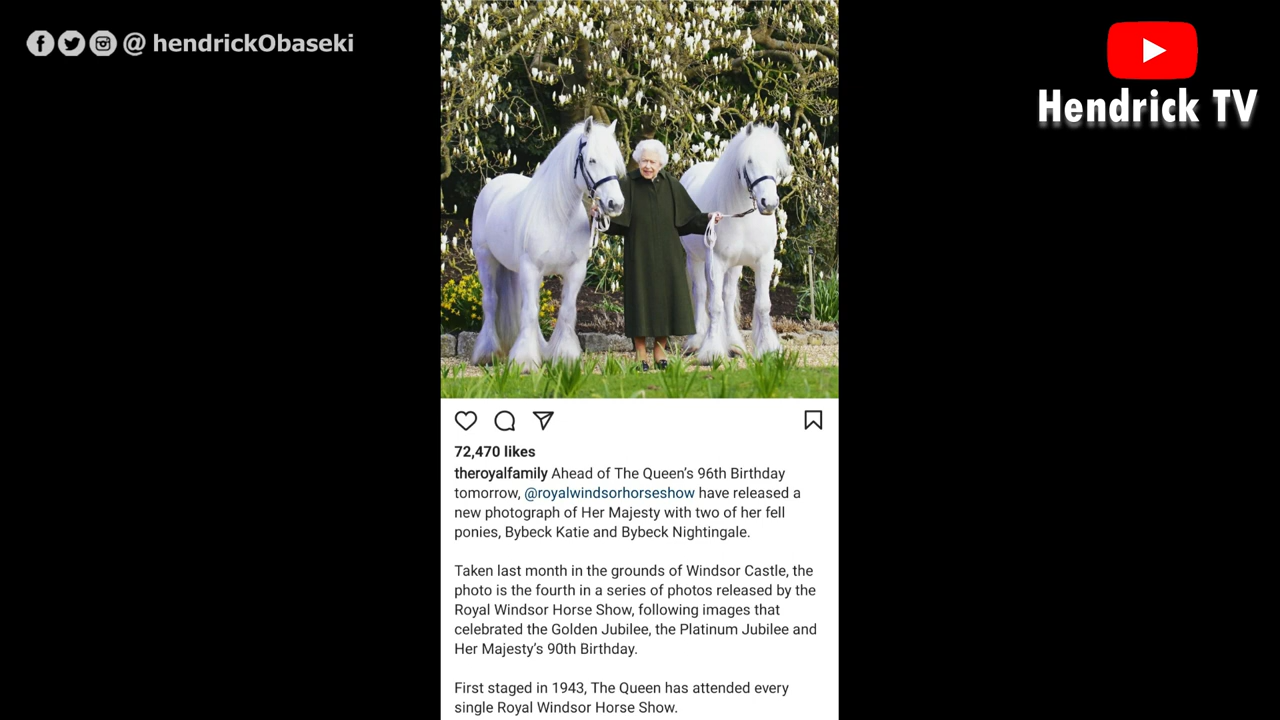 @ hendrickObaseki
Hendrick TV
72,470 likes
theroyalfamily Ahead of The Queen's 96th Birthday
tomorrow, @royalwindsorhorseshow have released a
new photograph of Her Majesty with two of her fell
ponies, Bybeck Katie and Bybeck Nightingale.
Taken last month in the grounds of Windsor Castle, the
photo is the fourth in a series of photos released by the
Royal Windsor Horse Show, following images that
celebrated the Golden Jubilee, the Platinum Jubilee and
Her Majesty's 90th Birthday.
First staged in 1943, The Queen has attended every
single Royal Windsor Horse Show.